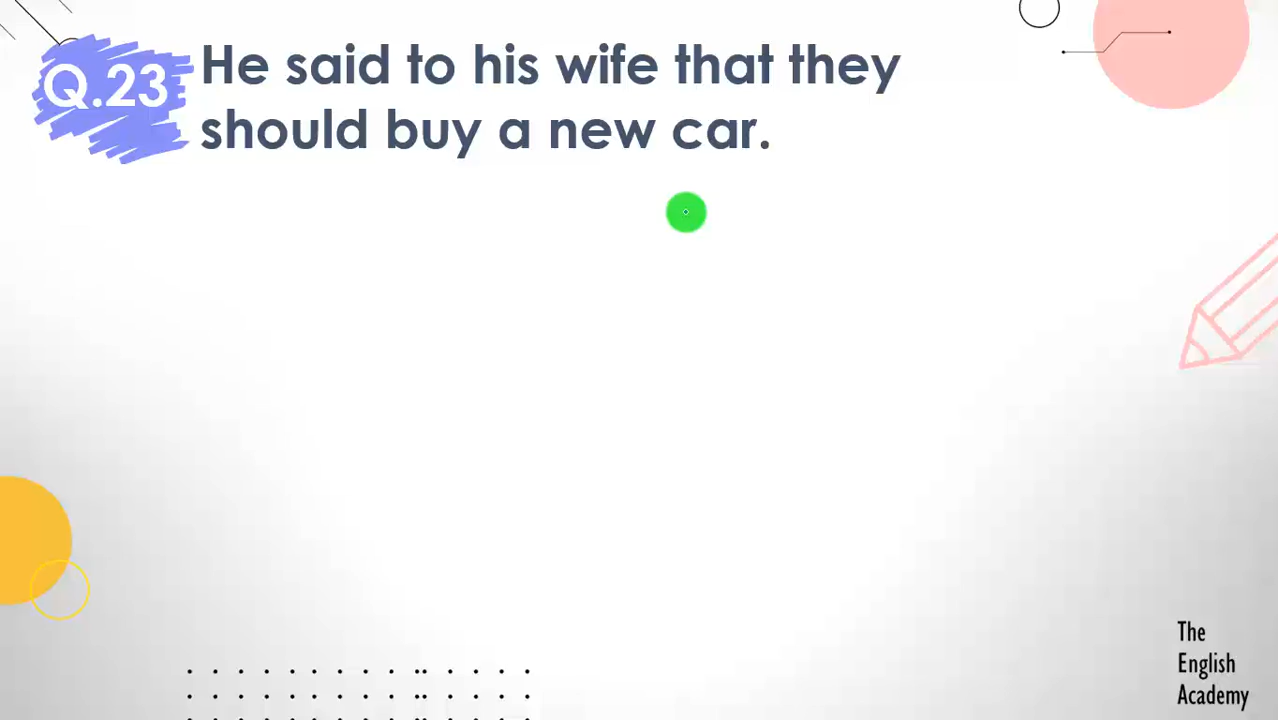 Q.23
He said to his wife that they
should buy a new car.
The
English
Academy